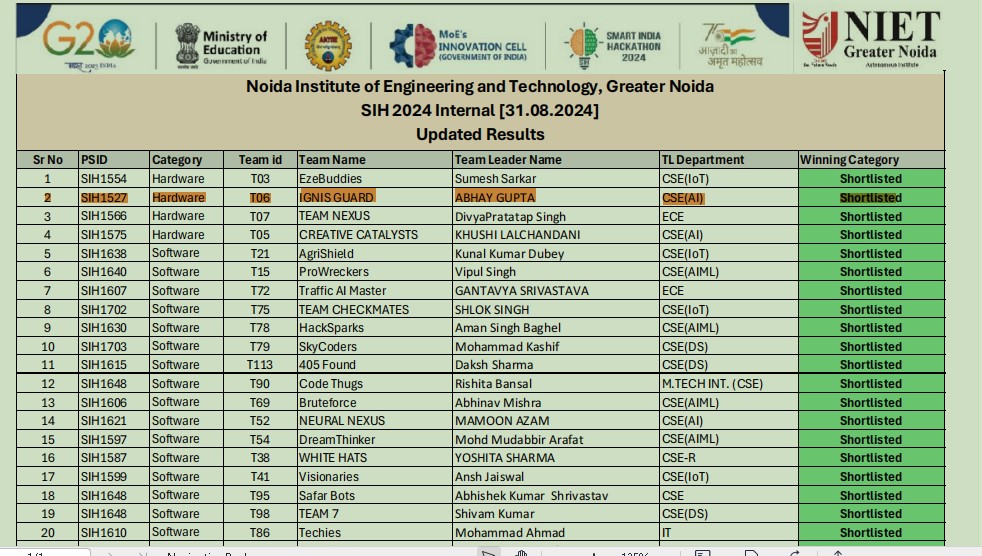 G20
भारत 2023 INDIA
Ministry of
Education
Government of India
AICTE
MoE's
INNOVATION CELL
(GOVERNMENT OF INDIA)
SMART INDIA
HACKATHON
2024
आज़ादी का
अमृत महोत्सव
NIET
Greater Noida
Autonomous Institute
Noida Institute of Engineering and Technology, Greater Noida
SIH 2024 Internal [31.08.2024]
Updated Results
Sr No PSID Category Team id Team Name Team Leader Name TL Department Winning Category
1 SIH1554 Hardware T03 EzeBuddies Sumesh Sarkar CSE(IoT) Shortlisted
2 SIH1527 Hardware T06 IGNIS GUARD ABHAY GUPTA CSE(AI) Shortlisted
3 SIH1566 Hardware T07 TEAM NEXUS DivyaPratatap Singh ECE Shortlisted
4 SIH1575 Hardware T05 CREATIVE CATALYSTS KHUSHI LALCHANDANI CSE(AI) Shortlisted
5 SIH1638 Software T21 AgriShield Kunal Kumar Dubey CSE(IoT) Shortlisted
6 SIH1640 Software T15 ProWreckers Vipul Singh CSE(AIML) Shortlisted
7 SIH1607 Software T72 Traffic AI Master GANTAVYA SRIVASTAVA ECE Shortlisted
8 SIH1702 Software T75 TEAM CHECKMATES SHLOK SINGH CSE(IoT) Shortlisted
9 SIH1630 Software T78 HackSparks Aman Singh Baghel CSE(AIML) Shortlisted
10 SIH1703 Software T79 SkyCoders Mohammad Kashif CSE(DS) Shortlisted
11 SIH1615 Software T113 405 Found Daksh Sharma CSE(DS) Shortlisted
12 SIH1648 Software T90 Code Thugs Rishita Bansal M.TECH INT. (CSE) Shortlisted
13 SIH1606 Software T69 Bruteforce Abhinav Mishra CSE(AIML) Shortlisted
14 SIH1621 Software T52 NEURAL NEXUS MAMOON AZAM CSE(AI) Shortlisted
15 SIH1597 Software T54 DreamThinker Mohd Mudabbir Arafat CSE(AIML) Shortlisted
16 SIH1587 Software T38 WHITE HATS YOSHITA SHARMA CSE-R Shortlisted
17 SIH1599 Software T41 Visionaries Ansh Jaiswal CSE(IoT) Shortlisted
18 SIH1648 Software T95 Safar Bots Abhishek Kumar Shrivastav CSE Shortlisted
19 SIH1648 Software T98 TEAM 7 Shivam Kumar CSE(DS) Shortlisted
20 SIH1610 Software T86 Techies Mohammad Ahmad IT Shortlisted